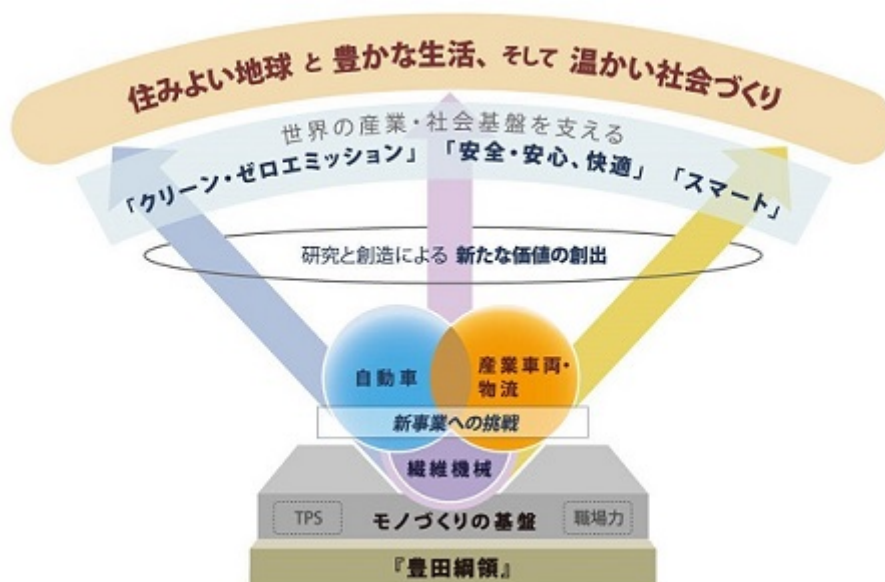 住みよい地球 と 豊かな生活、そして 温かい社会づくり
世界の産業・社会基盤を支える
「クリーン・ゼロエミッション」 「安全・安心、快適」 「スマート」
研究と創造による 新たな価値の創出
自動車
産業車両・
物流
新事業への挑戦
繊維機械
TPS
モノづくりの基盤
職場力
『豊田綱領』